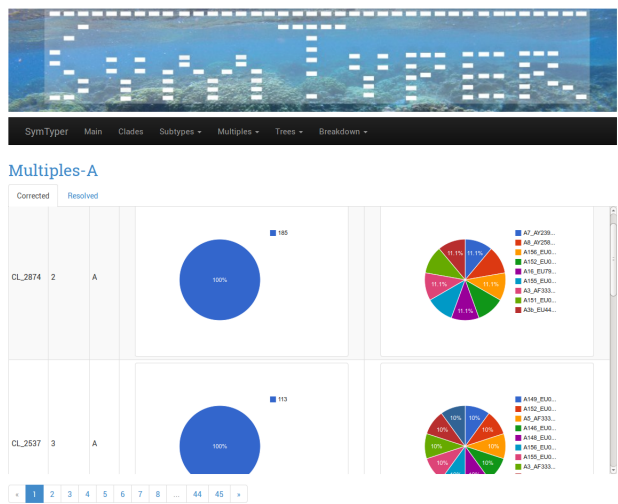 SymTyper
SymTyper Main Clades Subtypes Multiples Trees Breakdown
Multiples-A
Corrected Resolved
CL_2874 2 A
100%
185
11.1% 11.1%
11.1% 11.1%
11.1%
A7_AY239...
A8_AY258...
A156_EU0...
A152_EU0...
A16_EU79...
A155_EU0...
A3_AF333...
A151_EU0...
A3b_EU44...
CL_2537 3 A
100%
113
10% 10%
10% 10%
10% 10%
10% 10%
A149_EU0...
A152_EU0...
A5_AF333...
A146_EU0...
A148_EU0...
A156_EU0...
A155_EU0...
A3_AF333...
« 1 2 3 4 5 6 7 8 ... 44 45 »